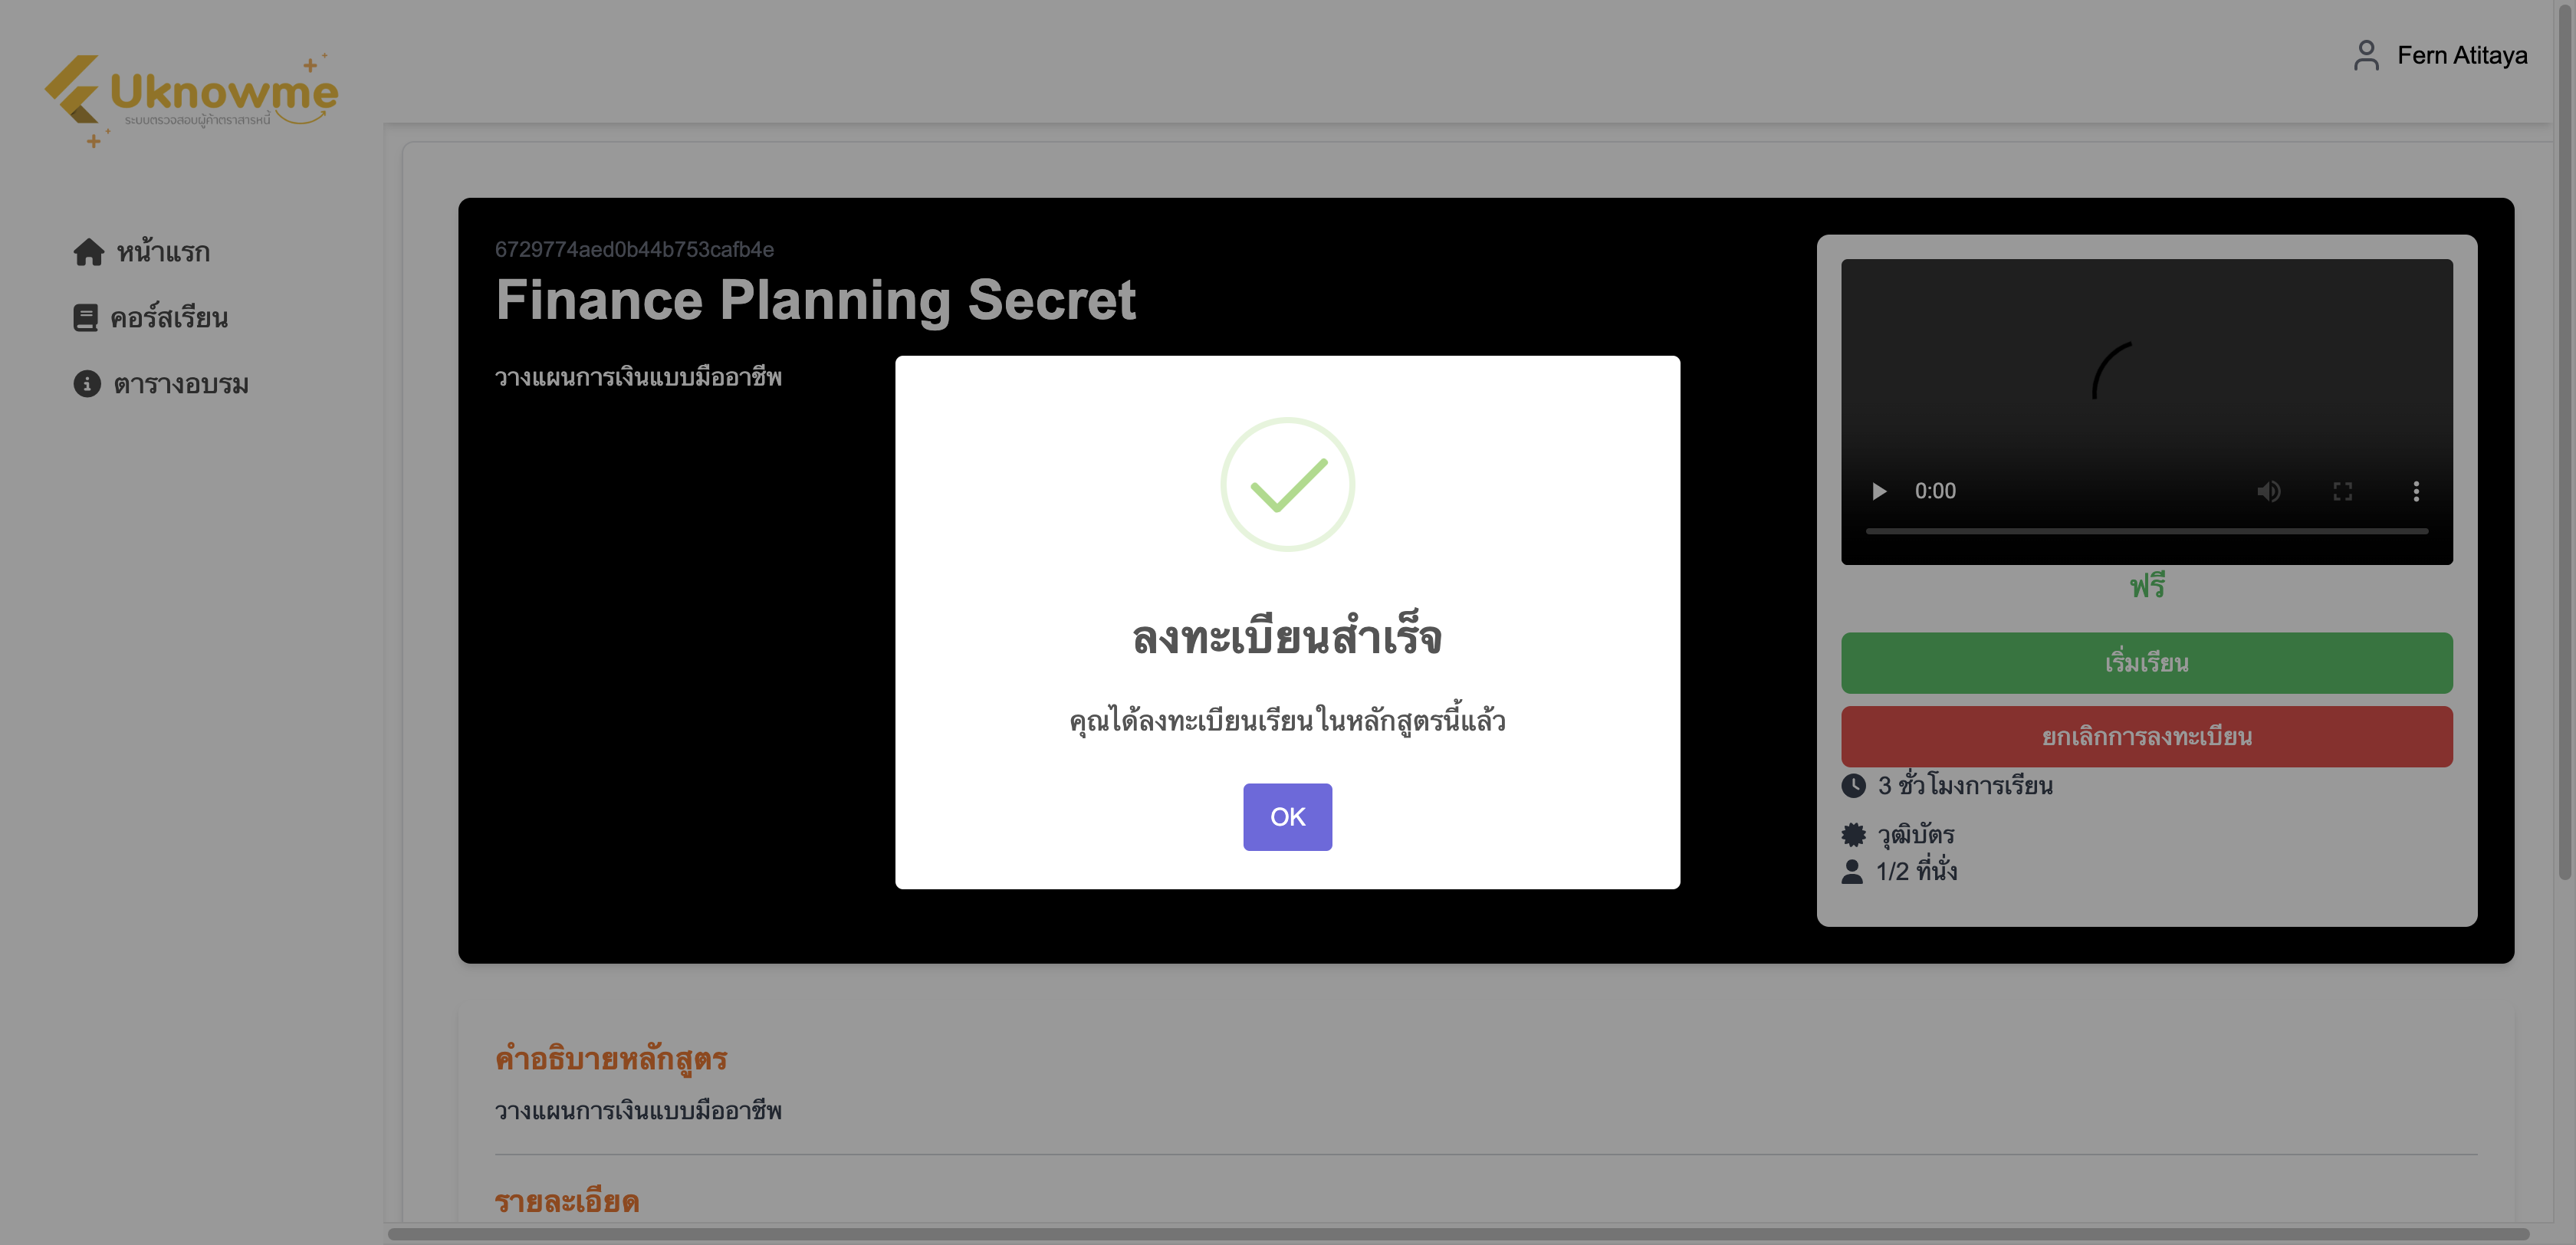 Uknowme
ระบบตรวจสอบผู้ค้าตราสารหนี้
Fern Atitaya
หน้าแรก
คอร์สเรียน
ตารางอบรม
6729774aed0b44b753cafb4e
Finance Planning Secret
วางแผนการเงินแบบมืออาชีพ
0:00
ฟรี
เริ่มเรียน
ยกเลิกการลงทะเบียน
3 ชั่วโมงการเรียน
วุฒิบัตร
1/2 ที่นั่ง
ลงทะเบียนสำเร็จ
คุณได้ลงทะเบียนเรียนในหลักสูตรนี้แล้ว
OK
คำอธิบายหลักสูตร
วางแผนการเงินแบบมืออาชีพ
รายละเอียด